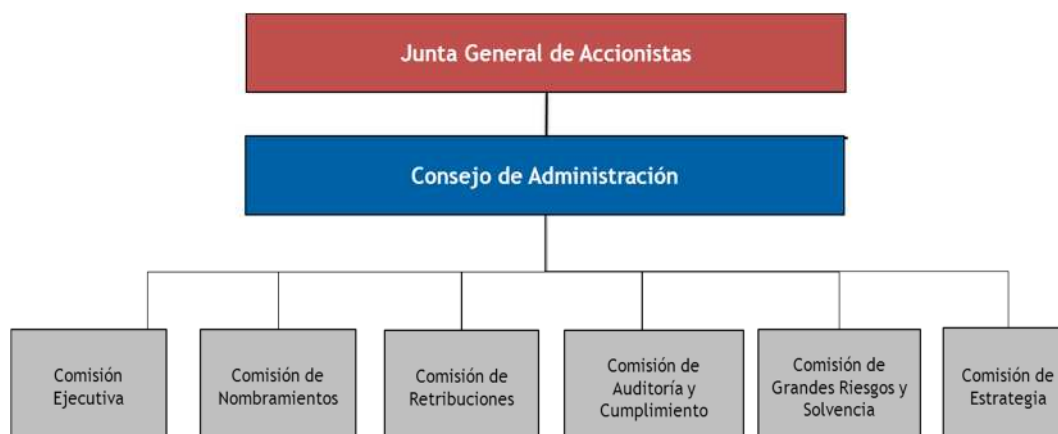 Junta General de Accionistas
Consejo de Administración
Comisión
Ejecutiva
Comisión de
Nombramientos
Comisión de
Retribuciones
Comisión de
Auditoría y
Cumplimiento
Comisión de
Grandes Riesgos y
Solvencia
Comisión de
Estrategia